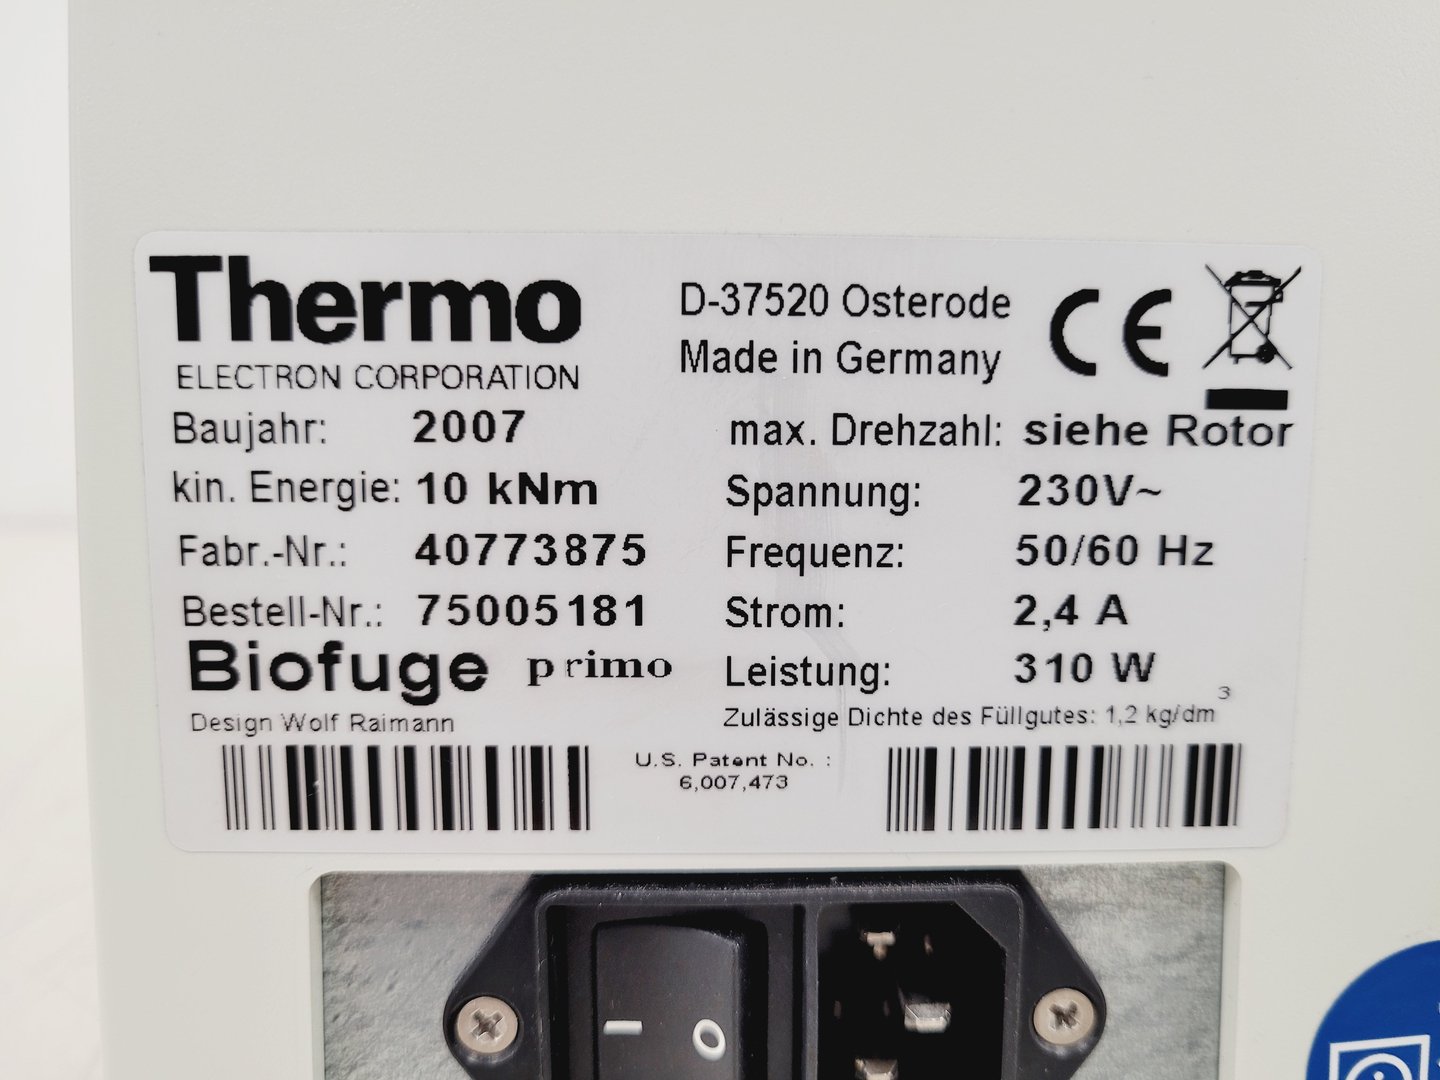 Thermo
ELECTRON CORPORATION
D-37520 Osterode
Made in Germany
CE
Baujahr: 2007
kin. Energie: 10 kNm
Fabr.-Nr.: 40773875
Bestell-Nr.: 75005181
Biofuge primo
Design Wolf Raimann
max. Drehzahl: siehe Rotor
Spannung: 230V~
Frequenz: 50/60 Hz
Strom: 2,4 A
Leistung: 310 W
Zulässige Dichte des Füllgutes: 1,2 kg/dm³
U.S. Patent No. :
6,007,473
I O